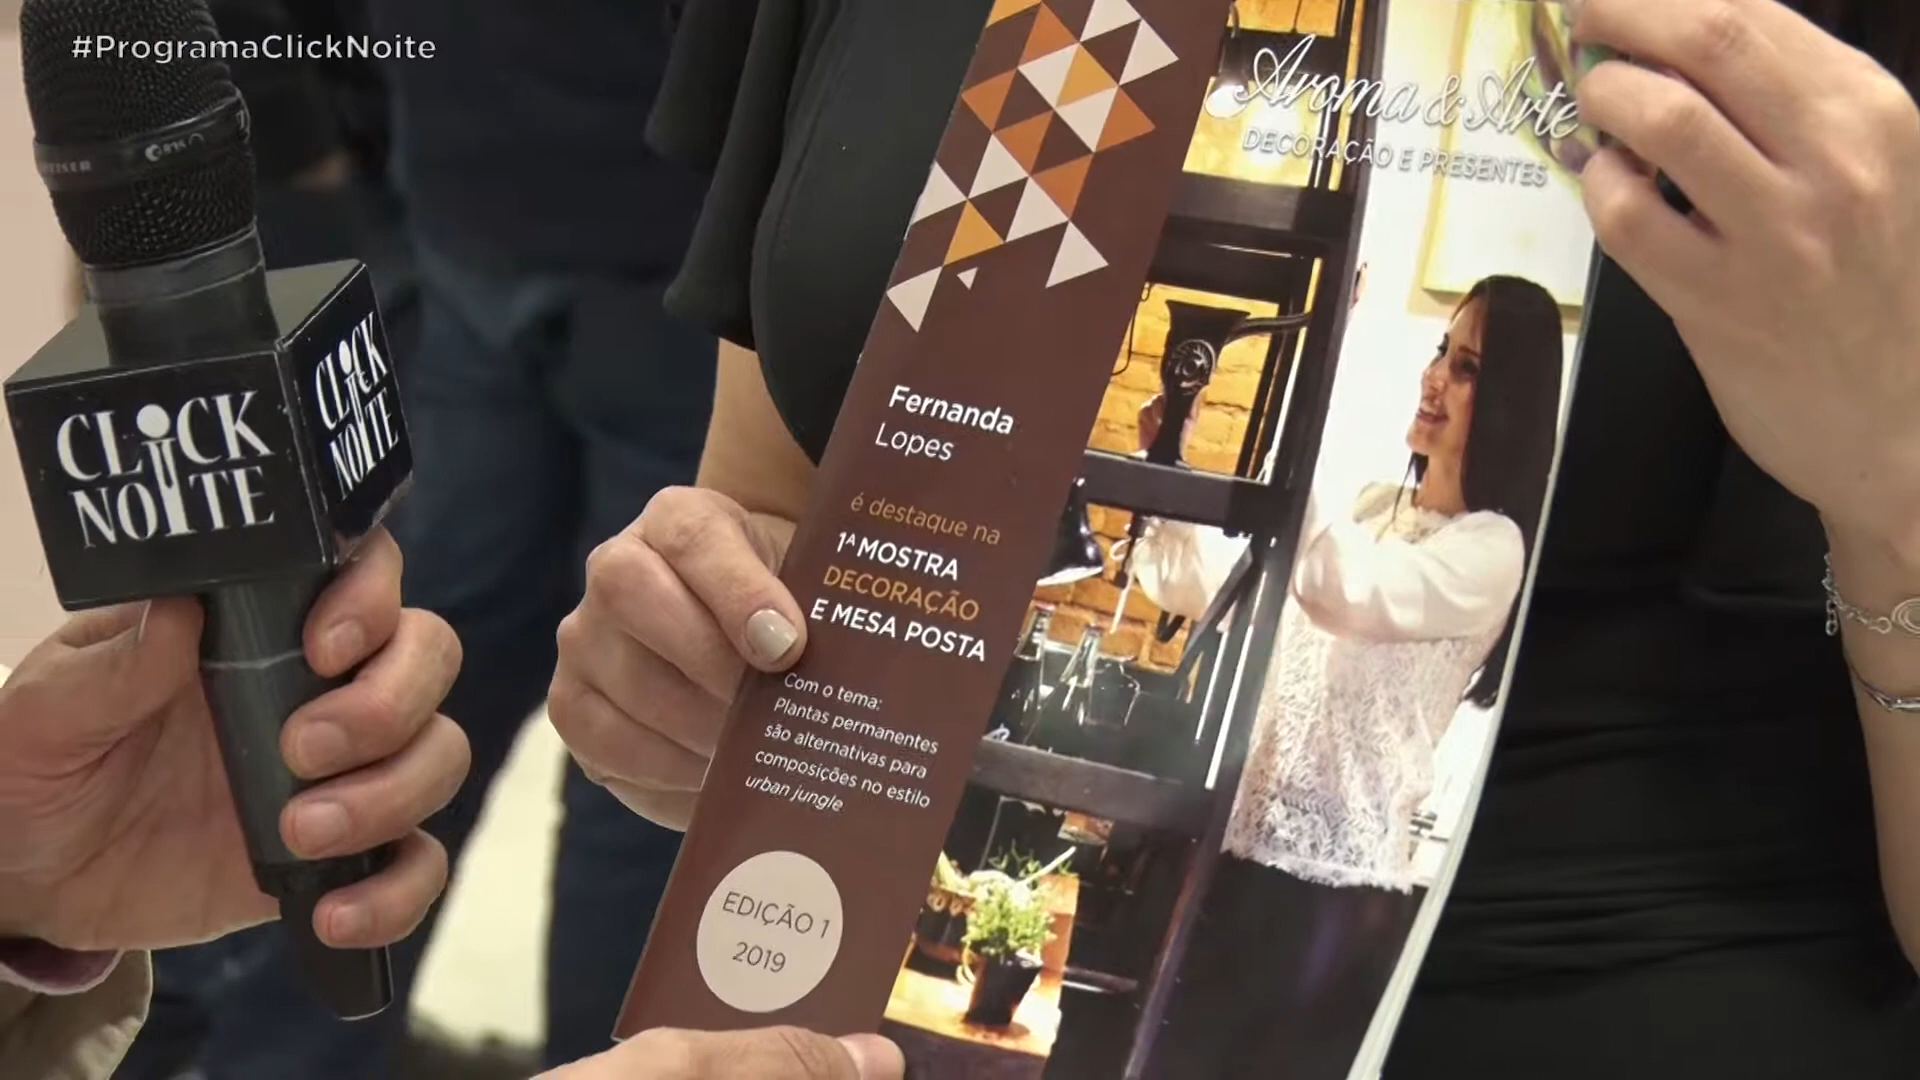 #ProgramaClickNoite
CLICK
NOITE
CLICK
NOITE
Aroma & Arte
DECORAÇÃO E PRESENTES
Fernanda
Lopes
é destaque na
1ª MOSTRA
DECORAÇÃO
E MESA POSTA
Com o tema:
Plantas permanentes
são alternativas para
composições no estilo
urban jungle
EDIÇÃO 1
2019